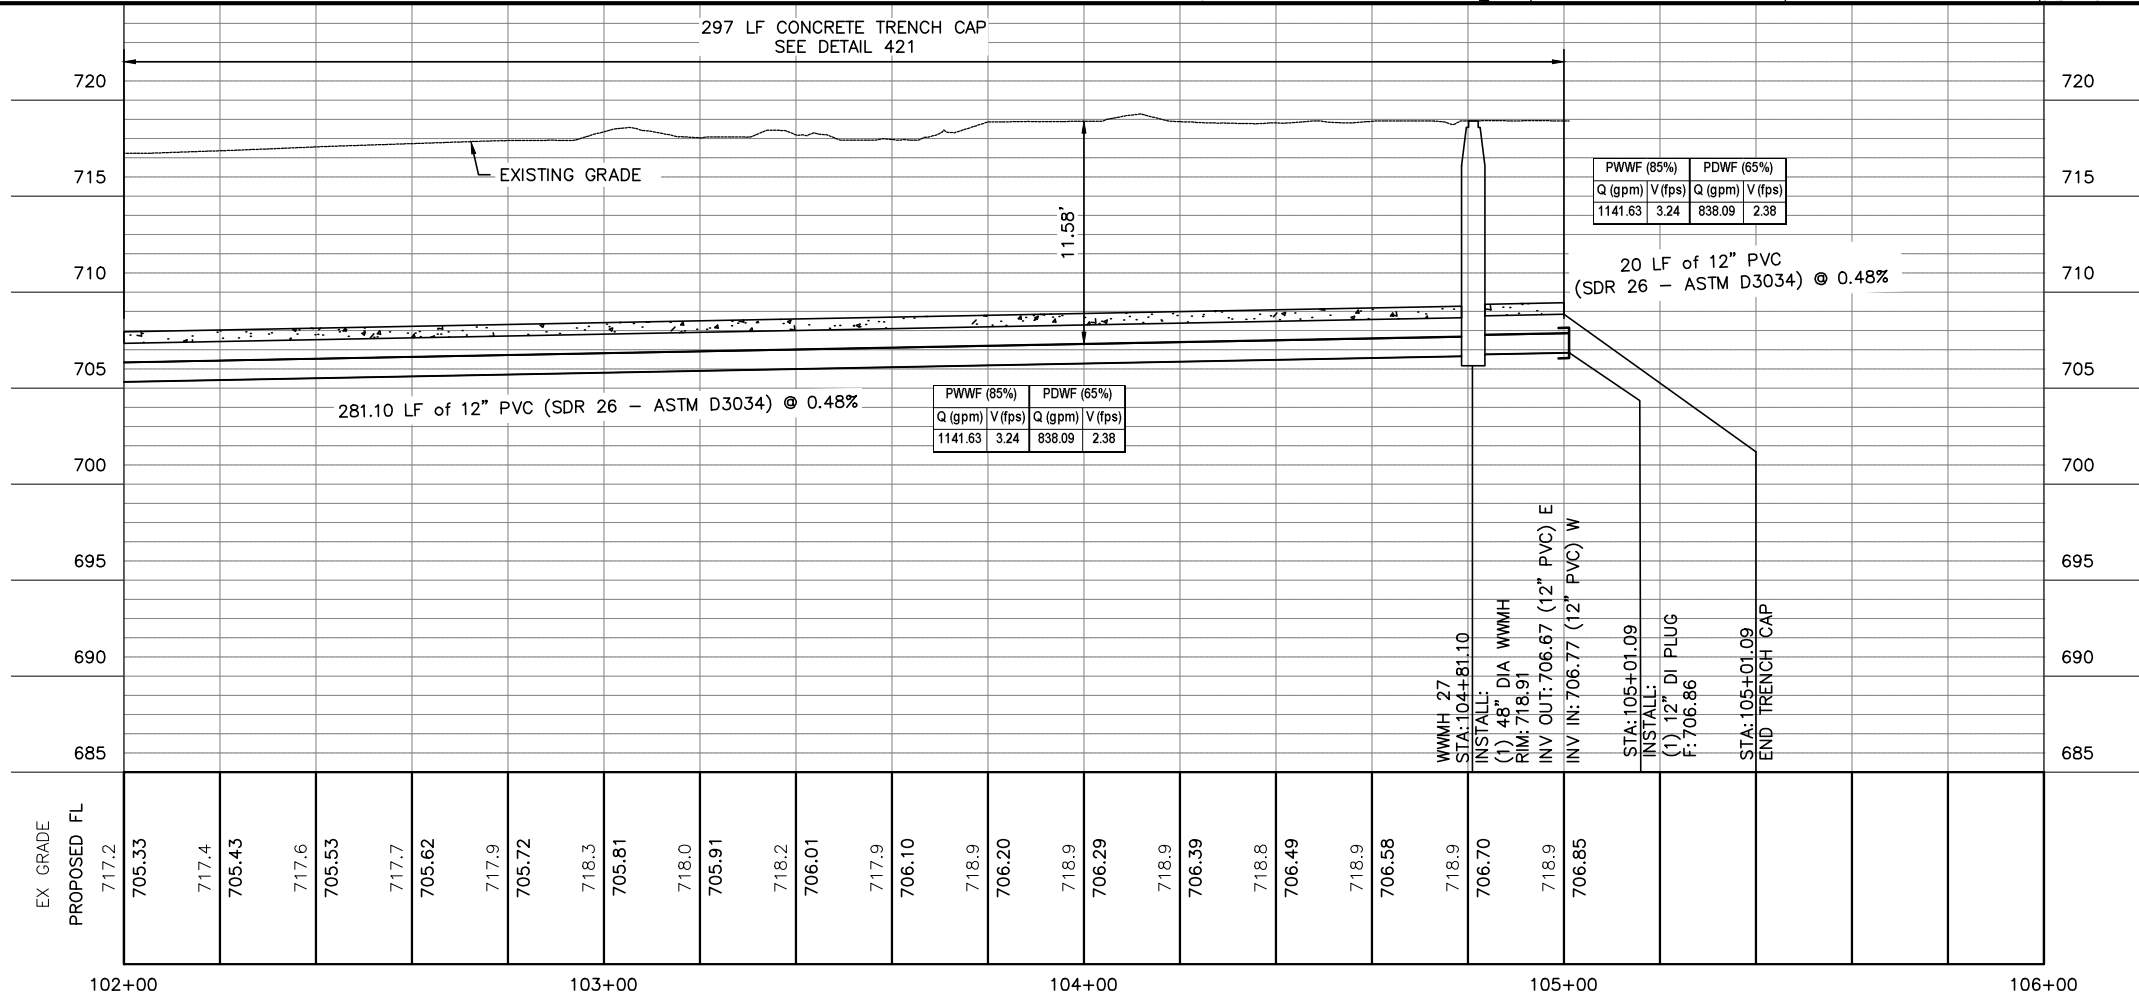 297 LF CONCRETE TRENCH CAP
SEE DETAIL 421
720
720
EXISTING GRADE
715
715
11.58'
PWWF (85%) PDWF (65%)
Q (gpm) V (fps) Q (gpm) V (fps)
1141.63 3.24 838.09 2.38
710
710
20 LF of 12" PVC
(SDR 26 - ASTM D3034) @ 0.48%
705
705
281.10 LF of 12" PVC (SDR 26 - ASTM D3034) @ 0.48%
PWWF (85%) PDWF (65%)
Q (gpm) V (fps) Q (gpm) V (fps)
1141.63 3.24 838.09 2.38
700
700
695
695
690
690
685
685
WWMH 27
STA:104+81.10
INSTALL:
(1) 48" DIA WWMH
RIM: 718.91
INV OUT: 706.67 (12" PVC) E
INV IN: 706.77 (12" PVC) W
STA:105+01.09
INSTALL:
(1) 12" DI PLUG
F: 706.86
STA:105+01.09
END TRENCH CAP
EX GRADE
PROPOSED FL
717.2
705.33
717.4
705.43
717.6
705.53
717.7
705.62
717.9
705.72
718.3
705.81
718.0
705.91
718.2
706.01
717.9
706.10
718.9
706.20
718.9
706.29
718.9
706.39
718.8
706.49
718.9
706.58
718.9
706.70
718.9
706.85
102+00
103+00
104+00
105+00
106+00